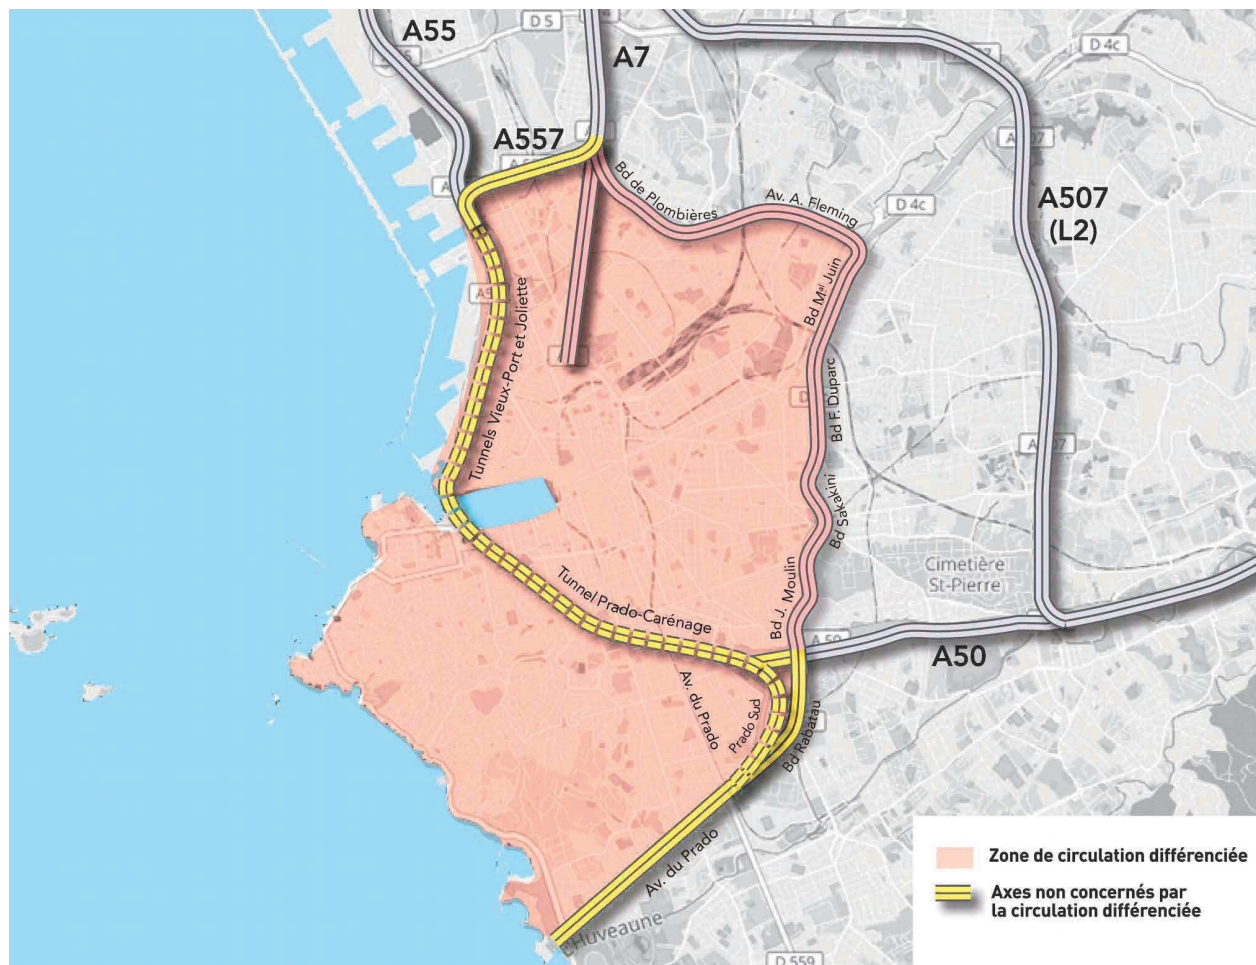 A55
D 5
A7
D 4c
A557
Bd de Plombières
Av. A. Fleming
D 4c
A507
(L2)
Bd Mal Juin
Tunnels Vieux-Port et Joliette
Bd F. Duparc
Bd Sakakini
Cimetière
St-Pierre
Tunnel Prado-Carénage
Bd J. Moulin
A 50
A50
Av. du Prado
Prado Sud
Bd Rabatau
Av. du Prado
Huveaune
D 559
Zone de circulation différenciée
Axes non concernés par
la circulation différenciée